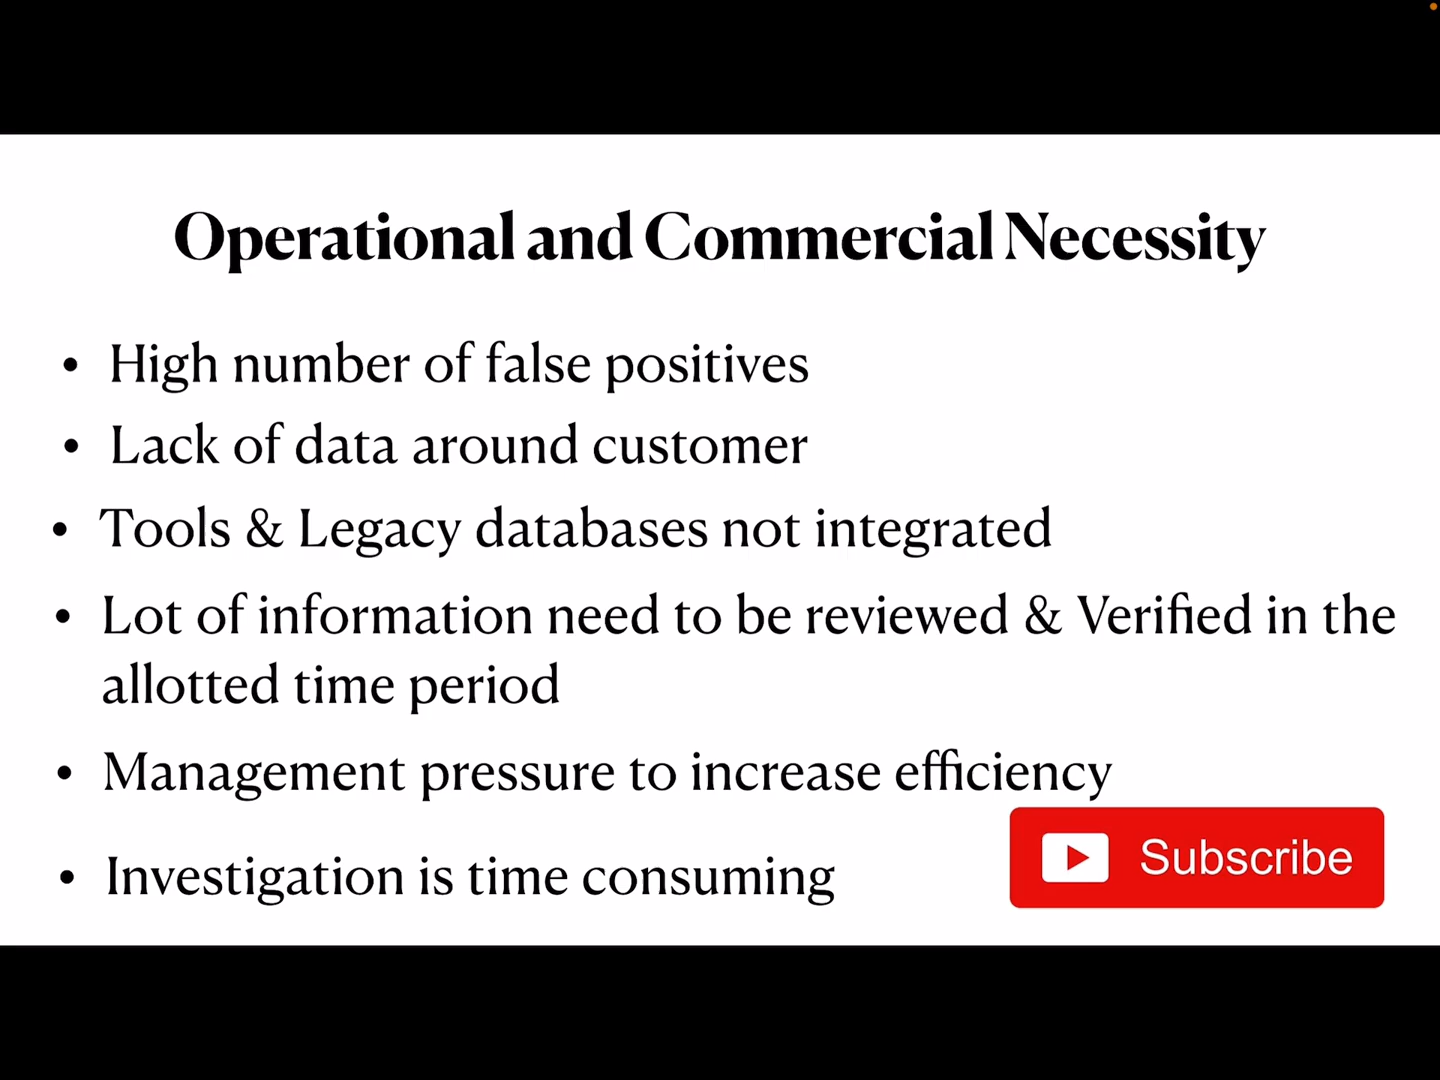 Operational and Commercial Necessity
• High number of false positives
• Lack of data around customer
• Tools & Legacy databases not integrated
• Lot of information need to be reviewed & Verified in the
allotted time period
• Management pressure to increase efficiency
• Investigation is time consuming
Subscribe